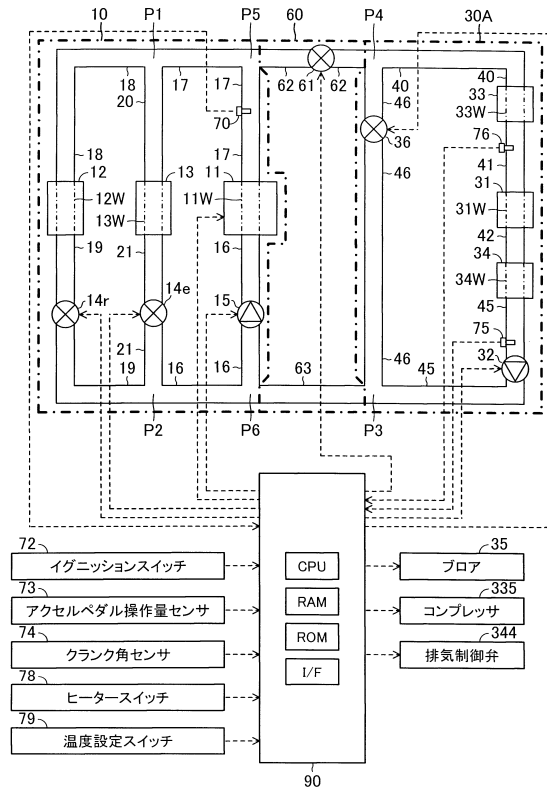 10 P1 P5 60 P4 30A
18 17 17 62 61 62 40 40
20 46 33
70 33W
36 76
18 17 41
12 13 11 46 31
12W 13W 11W 31W
42
19 21 16 34
34W
14r 14e 15 45
75
32
21 16 46
19 16 63 45
P2 P6 P3
72
イグニッションスイッチ
73
アクセルペダル操作量センサ
74
クランク角センサ
78
ヒータースイッチ
79
温度設定スイッチ
CPU
RAM
ROM
I/F
90
35
ブロア
335
コンプレッサ
344
排気制御弁